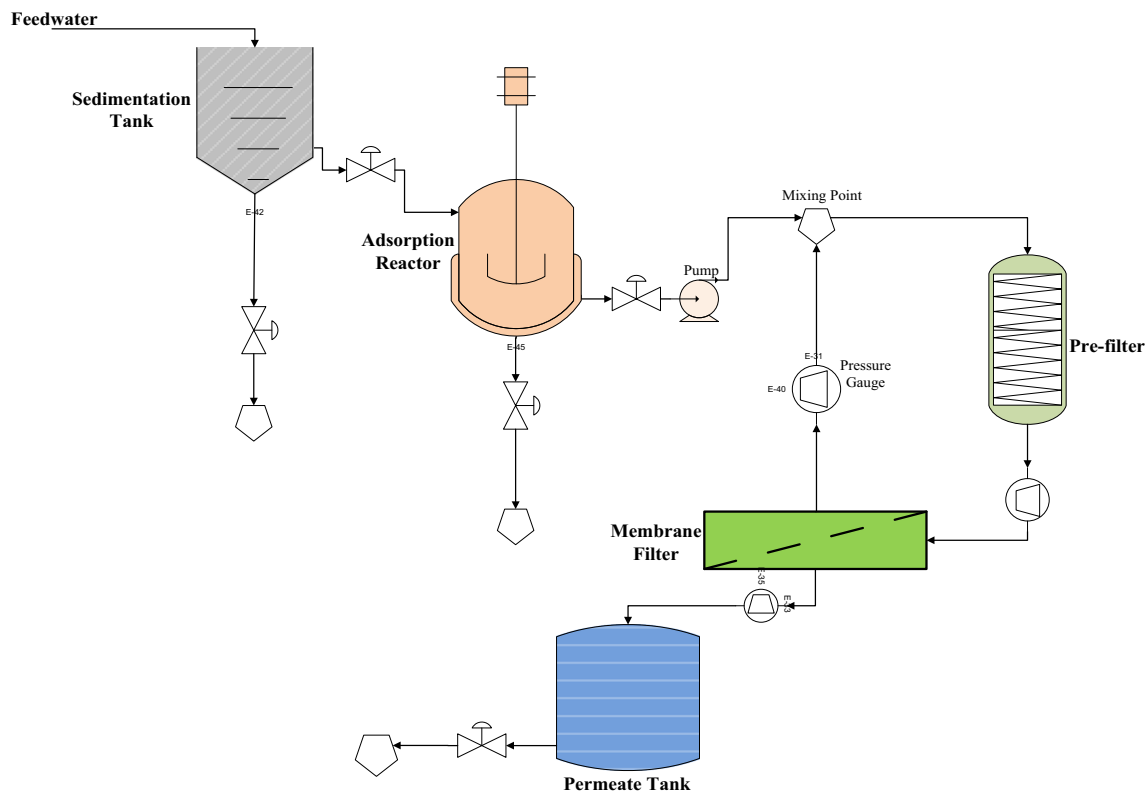 Feedwater
Sedimentation
Tank
E-42
Adsorption
Reactor
E-45
Pump
Mixing Point
Pre-filter
E-31
E-40
Pressure
Gauge
Membrane
Filter
E-35
E-33
Permeate Tank